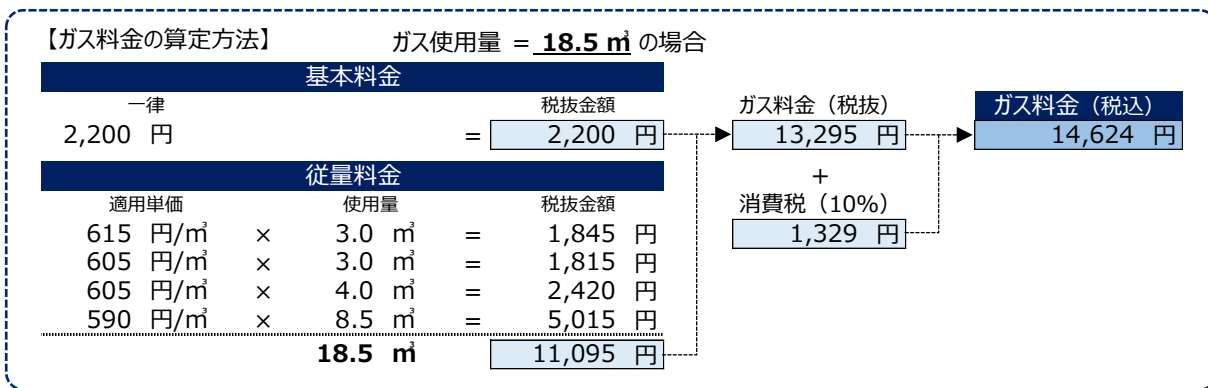 【ガス料金の算定方法】 ガス使用量 = 18.5 ㎥ の場合
基本料金
一律 税抜金額 ガス料金（税抜） ガス料金（税込）
2,200 円 = 2,200 円 13,295 円 14,624 円
従量料金 +
適用単価 使用量 税抜金額 消費税（10%）
615 円/㎥ × 3.0 ㎥ = 1,845 円 1,329 円
605 円/㎥ × 3.0 ㎥ = 1,815 円
605 円/㎥ × 4.0 ㎥ = 2,420 円
590 円/㎥ × 8.5 ㎥ = 5,015 円
18.5 ㎥ 11,095 円